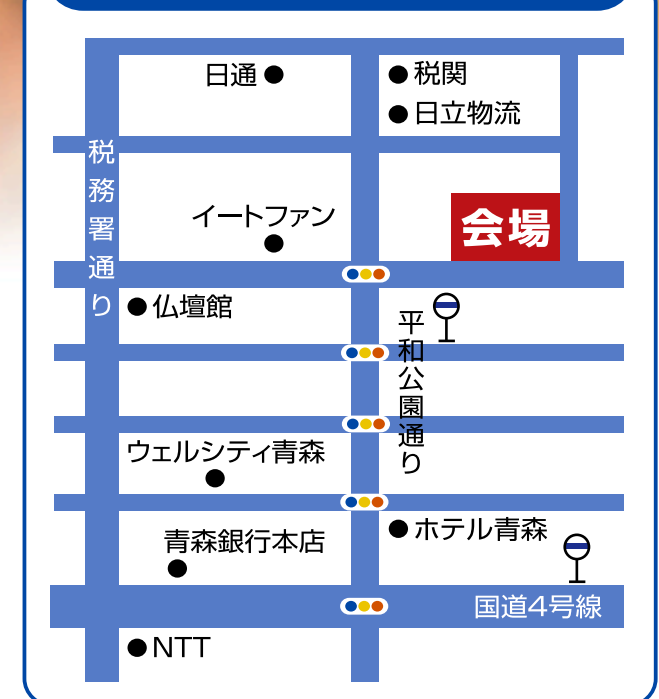 日通
税関
日立物流
税務署通り
イートファン
会場
仏壇館
平和公園通り
ウェルシティ青森
ホテル青森
青森銀行本店
国道4号線
NTT